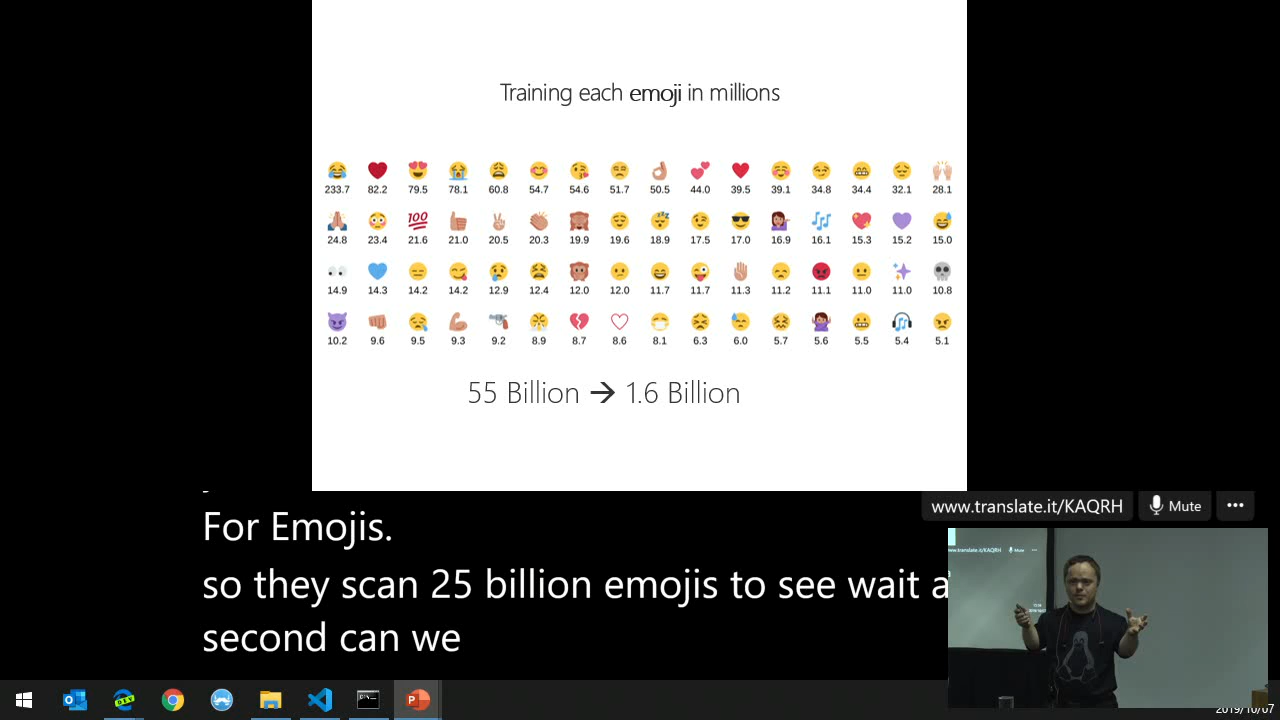 Training each emoji in millions
233.7 82.2 79.5 78.1 60.8 54.7 54.6 51.7 50.5 44.0 39.5 39.1 34.8 34.4 32.1 28.1
100
24.8 23.4 21.6 21.0 20.5 20.3 19.9 19.6 18.9 17.5 17.0 16.9 16.1 15.3 15.2 15.0
14.9 14.3 14.2 14.2 12.9 12.4 12.0 12.0 11.7 11.7 11.3 11.2 11.1 11.0 11.0 10.8
10.2 9.6 9.5 9.3 9.2 8.9 8.7 8.6 8.1 6.3 6.0 5.7 5.6 5.5 5.4 5.1
55 Billion → 1.6 Billion
www.translate.it/KAQRH Mute
For Emojis.
so they scan 25 billion emojis to see wait a
second can we
www.translate.it/KAQRH Mute
2019/10/07